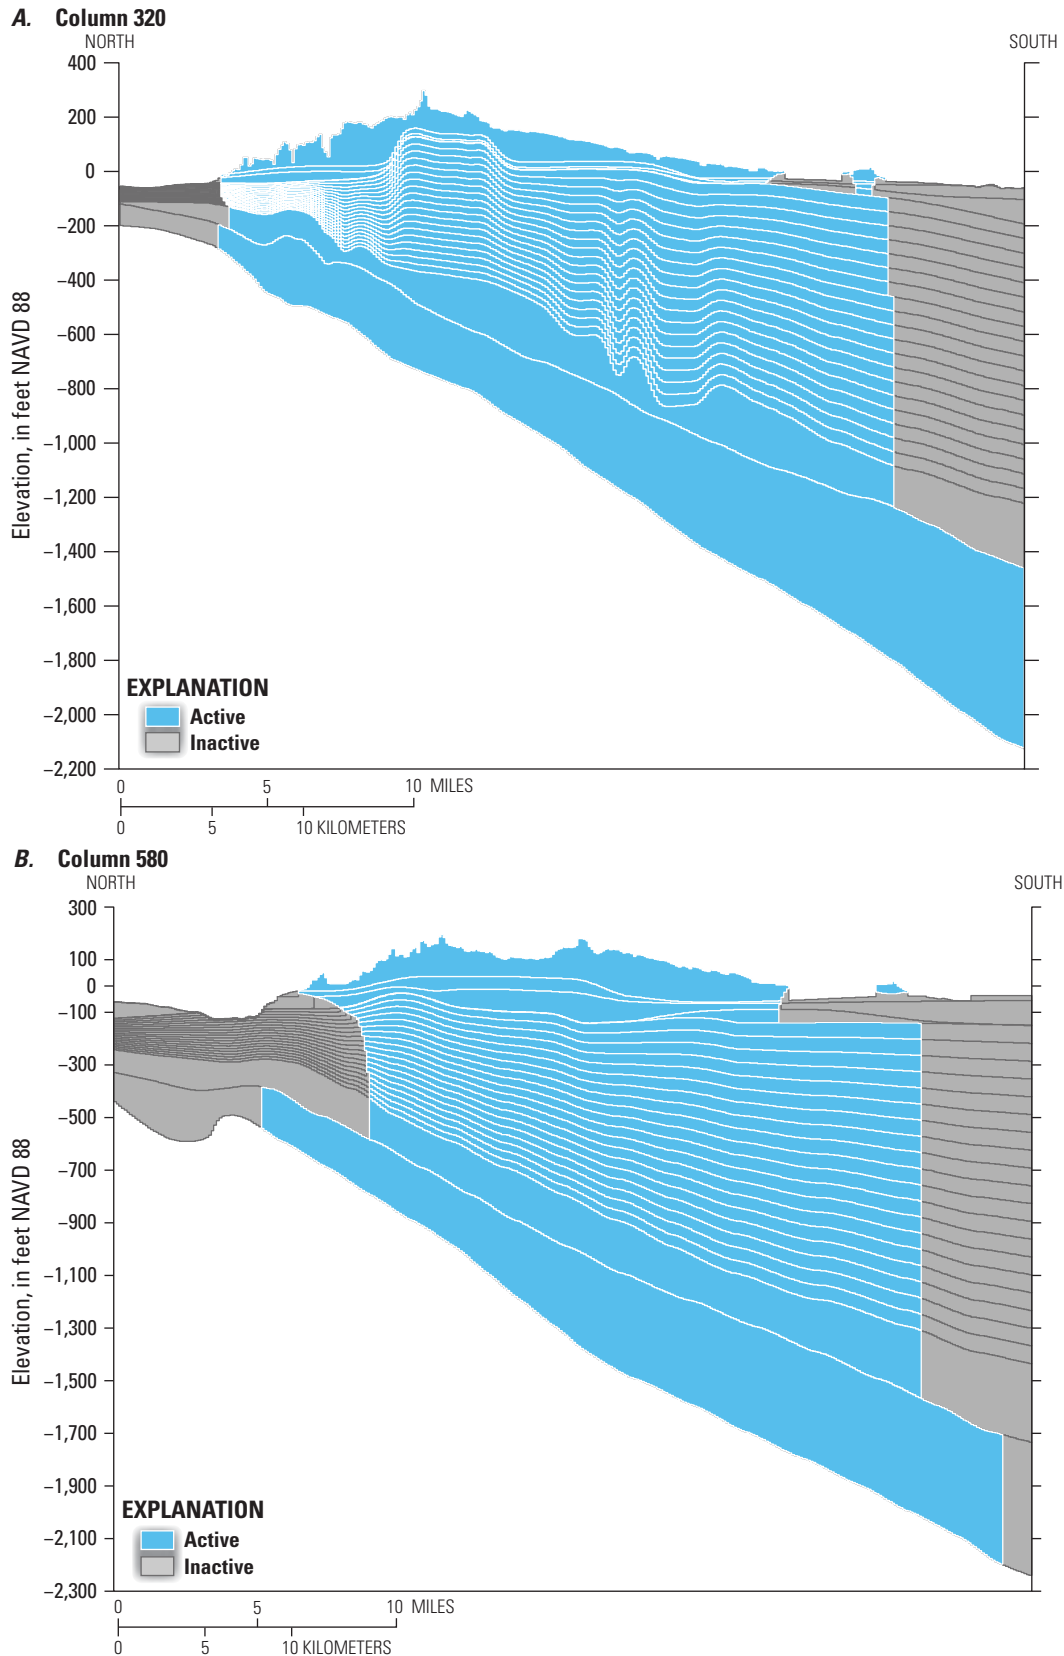 A. Column 320
NORTH
SOUTH
400
200
0
−200
−400
−600
−800
−1,000
−1,200
−1,400
−1,600
−1,800
−2,000
−2,200
Elevation, in feet NAVD 88
EXPLANATION
Active
Inactive
0 5 10 MILES
0 5 10 KILOMETERS
B. Column 580
NORTH
SOUTH
300
100
0
−100
−300
−500
−700
−900
−1,100
−1,300
−1,500
−1,700
−1,900
−2,100
−2,300
Elevation, in feet NAVD 88
EXPLANATION
Active
Inactive
0 5 10 MILES
0 5 10 KILOMETERS